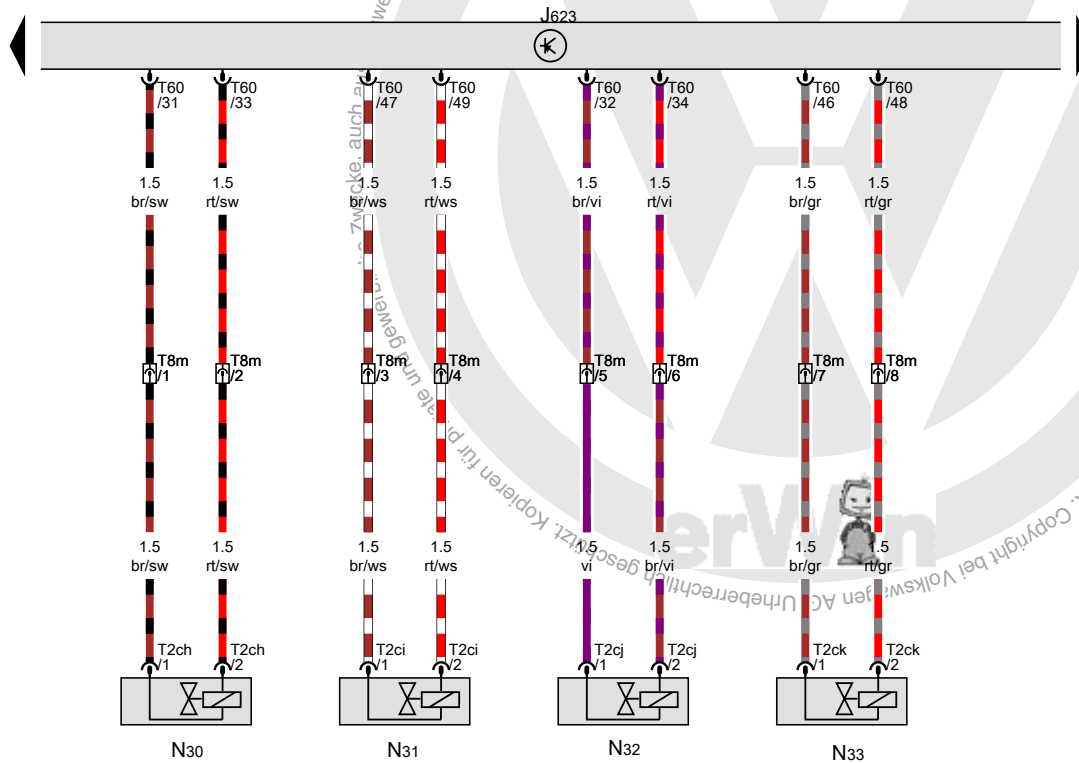 J623
T60 T60 T60 T60 T60 T60 T60 T60
/31 /33 /47 /49 /32 /34 /46 /48
1.5 1.5 1.5 1.5 1.5 1.5 1.5 1.5
br/sw rt/sw br/ws rt/ws br/vi rt/vi br/gr rt/gr
T8m T8m T8m T8m T8m T8m T8m T8m
/1 /2 /3 /4 /5 /6 /7 /8
1.5 1.5 1.5 1.5 1.5 1.5 1.5 1.5
br/sw rt/sw br/ws rt/ws vi br/vi br/gr rt/gr
T2ch T2ch T2ci T2ci T2cj T2cj T2ck T2ck
/1 /2 /1 /2 /1 /2 /1 /2
N30 N31 N32 N33
erWin
Zwecke, auch
und
Kopieren für private
Urheberrechtlich geschützt.
Copyright bei Volkswagen AG.